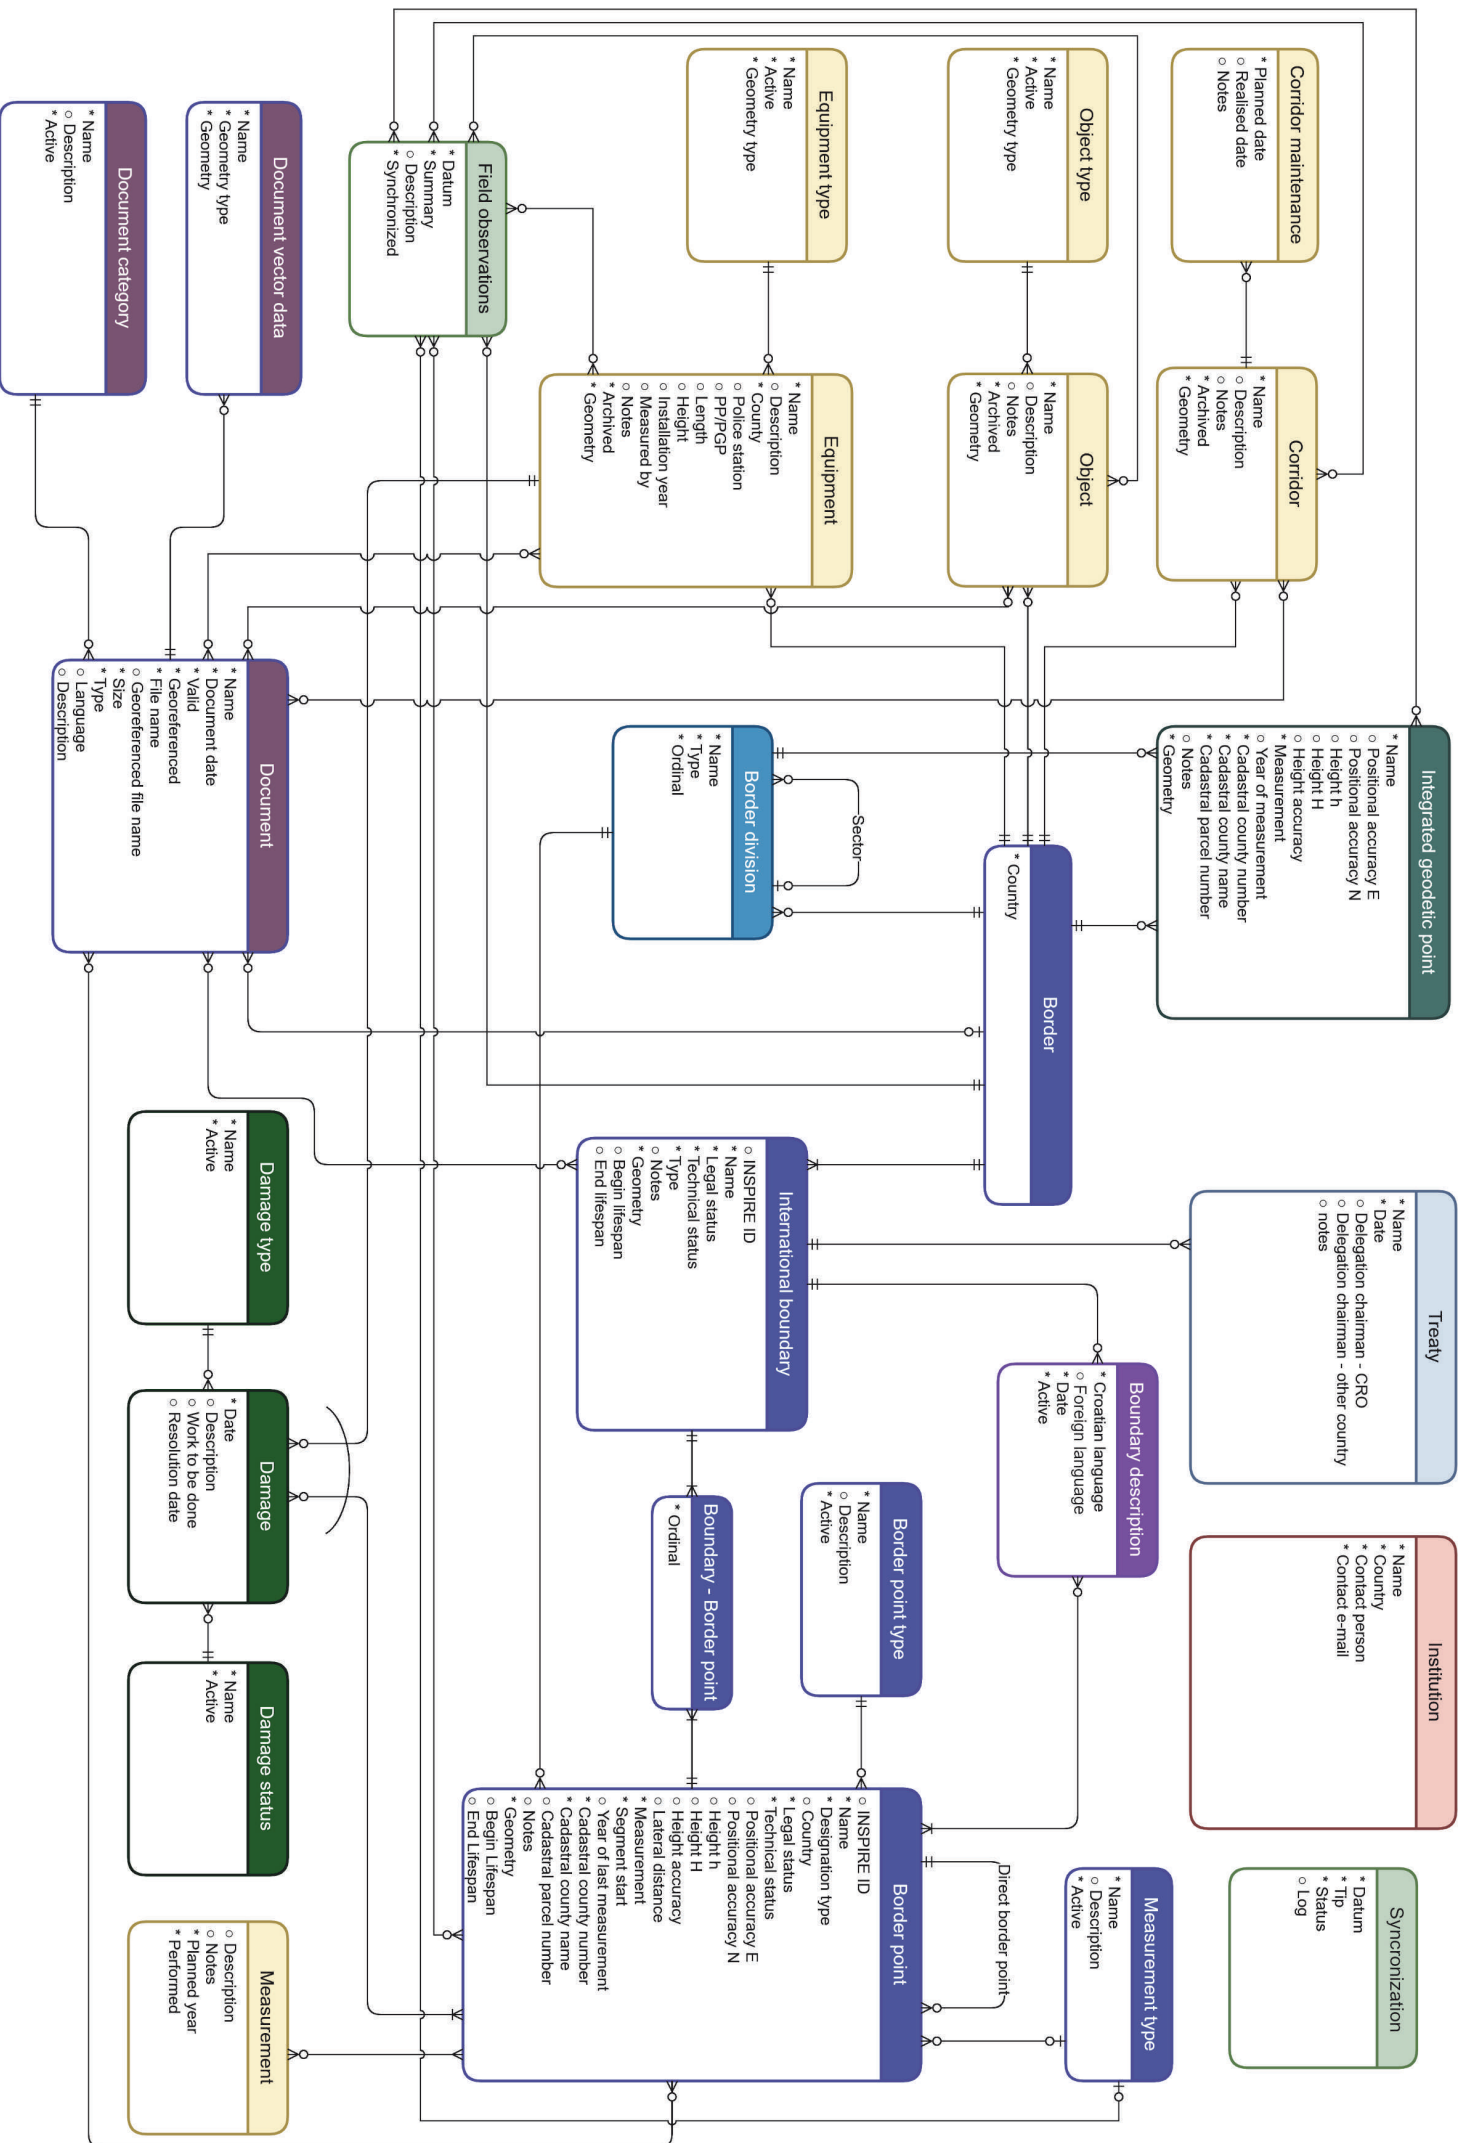 Integrated geodetic point
* Name
○ Positional accuracy E
○ Positional accuracy N
○ Height h
○ Height H
○ Height accuracy
* Measurement
○ Year of measurement
* Cadastral county number
* Cadastral county name
* Cadastral parcel number
○ Notes
* Geometry
Treaty
* Name
* Date
○ Delegation chairman - CRO
○ Delegation chairman - other country
○ notes
Institution
* Name
* Country
* Contact person
* Contact e-mail
Syncronization
* Datum
* Tip
* Status
○ Log
Corridor maintenance
* Planned date
○ Realised date
○ Notes
Corridor
* Name
○ Description
○ Notes
* Archived
* Geometry
Object type
* Name
* Active
* Geometry type
Object
* Name
○ Description
○ Notes
* Archived
* Geometry
Border
* Country
Boundary description
* Croatian language
○ Foreign language
* Date
* Active
Measurement type
* Name
○ Description
* Active
Direct border point
Equipment type
* Name
* Active
* Geometry type
Equipment
* Name
○ Description
* County
○ Police station
○ PP/PGP
○ Length
○ Height
○ Installation year
○ Measured by
○ Notes
* Archived
* Geometry
Sector
Border division
* Name
* Type
* Ordinal
International boundary
○ INSPIRE ID
* Name
* Legal status
* Technical status
* Type
○ Notes
* Geometry
○ Begin lifespan
○ End lifespan
Border point type
* Name
○ Description
* Active
Boundary - Border point
* Ordinal
Border point
○ INSPIRE ID
* Name
* Designation type
○ Country
* Legal status
* Technical status
○ Positional accuracy E
○ Positional accuracy N
○ Height h
○ Height H
○ Height accuracy
○ Lateral distance
* Measurement
* Segment start
○ Year of last measurement
* Cadastral county number
* Cadastral county name
○ Cadastral parcel number
○ Notes
* Geometry
○ Begin Lifespan
○ End Lifespan
Field observations
* Datum
* Summary
○ Description
* Synchronized
Document vector data
* Name
* Geometry type
* Geometry
Document category
* Name
○ Description
* Active
Document
* Name
* Document date
* Valid
* Georeferenced
* File name
○ Georeferenced file name
* Size
* Type
○ Language
○ Description
Damage type
* Name
* Active
Damage
* Date
○ Description
○ Work to be done
○ Resolution date
Damage status
* Name
* Active
Measurement
○ Description
○ Notes
* Planned year
* Performed